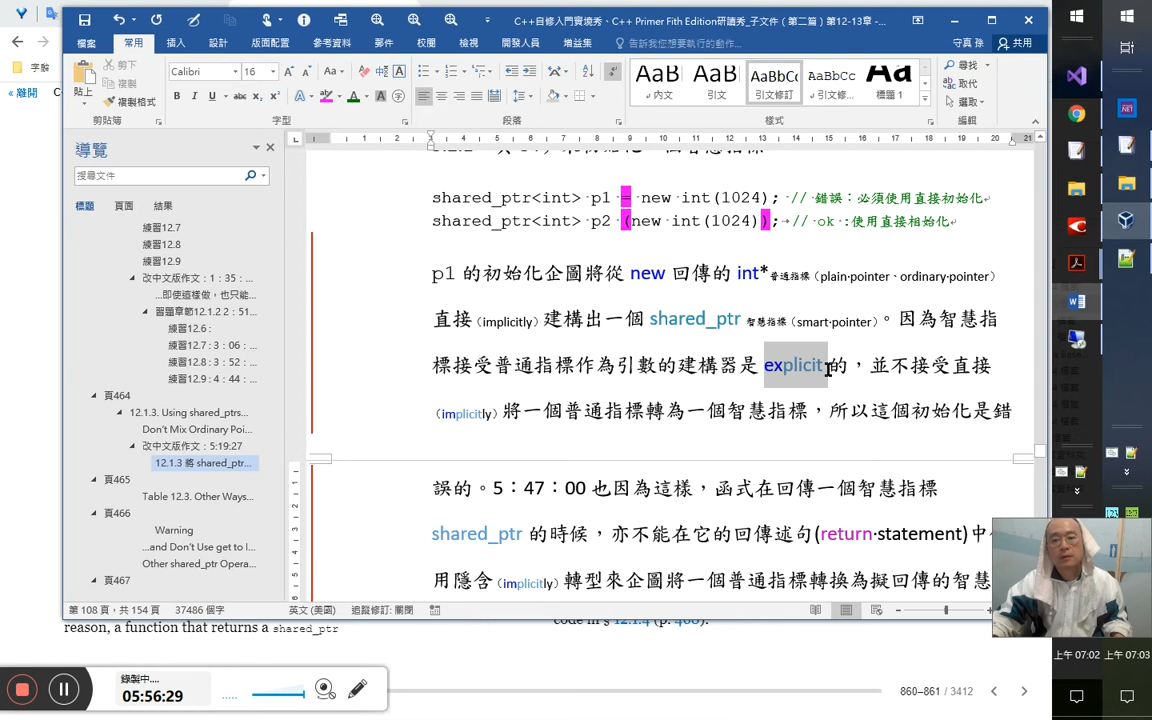 C++自修入門實境秀、C++ Primer Fith Edition研讀秀_子文件（第二篇）第12-13章 - ...
檔案 常用 插入 設計 版面配置 參考資料 郵件 校閱 檢視 開發人員 增益集 告訴我您想要執行的動作... 守真 孫 共用
字齡
« 離開
剪下
複製
複製格式
貼上
Calibri 16
AaBbC AaBbC AaBbCc AaBbCc AaBb
內文 引文 引文修訂 引文修... 標題 1
尋找
取代
選取
剪貼簿 字型 段落 樣式 編輯
導覽
搜尋文件
標題 頁面 結果
練習12.7
練習12.8
練習12.9
改中文版作文：1：35：...
...即使這樣做，也只能...
習題章節12.1.2 2：51...
練習12.6 :
練習12.7：3：06：...
練習12.8：3：52：...
練習12.9：4：44：...
頁464
12.1.3. Using shared_ptrs...
Don't Mix Ordinary Poi...
改中文版作文：5:19:27
12.1.3 將 shared_ptr...
頁465
Table 12.3. Other Ways...
頁466
Warning
...and Don't Use get to I...
Other shared_ptr Opera...
頁467
shared_ptr<int> p1 = new int(1024); // 錯誤：必須使用直接初始化
shared_ptr<int> p2 (new int(1024)); // ok :使用直接相始化
p1 的初始化企圖將從 new 回傳的 int*普通指標（plain·pointer、ordinary·pointer）
直接（implicitly）建構出一個 shared_ptr 智慧指標（smart·pointer）。因為智慧指
標接受普通指標作為引數的建構器是 explicit 的，並不接受直接
（implicitly）將一個普通指標轉為一個智慧指標，所以這個初始化是錯
誤的。5：47：00 也因為這樣，函式在回傳一個智慧指標
shared_ptr 的時候，亦不能在它的回傳述句(return·statement)中
用隱含（implicitly）轉型來企圖將一個普通指標轉換為擬回傳的智慧
第 108 頁，共 154 頁 37486 個字 英文 (美國) 追蹤修訂: 關閉
reason, a function that returns a shared_ptr
code in § 12.1.4 (p. 468).
錄製中...
05:56:29
860–861 / 3412
上午 07:02 上午 07:03